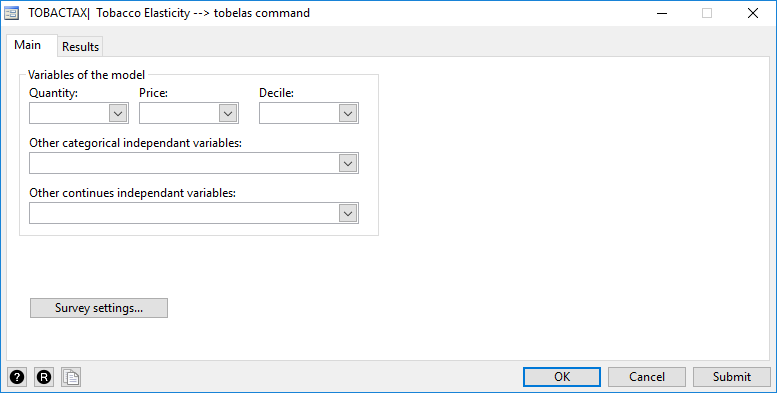 TOBACTAX| Tobacco Elasticity --> tobelas command
Main Results
Variables of the model
Quantity: Price: Decile:
Other categorical independant variables:
Other continues independant variables:
Survey settings...
? R OK Cancel Submit